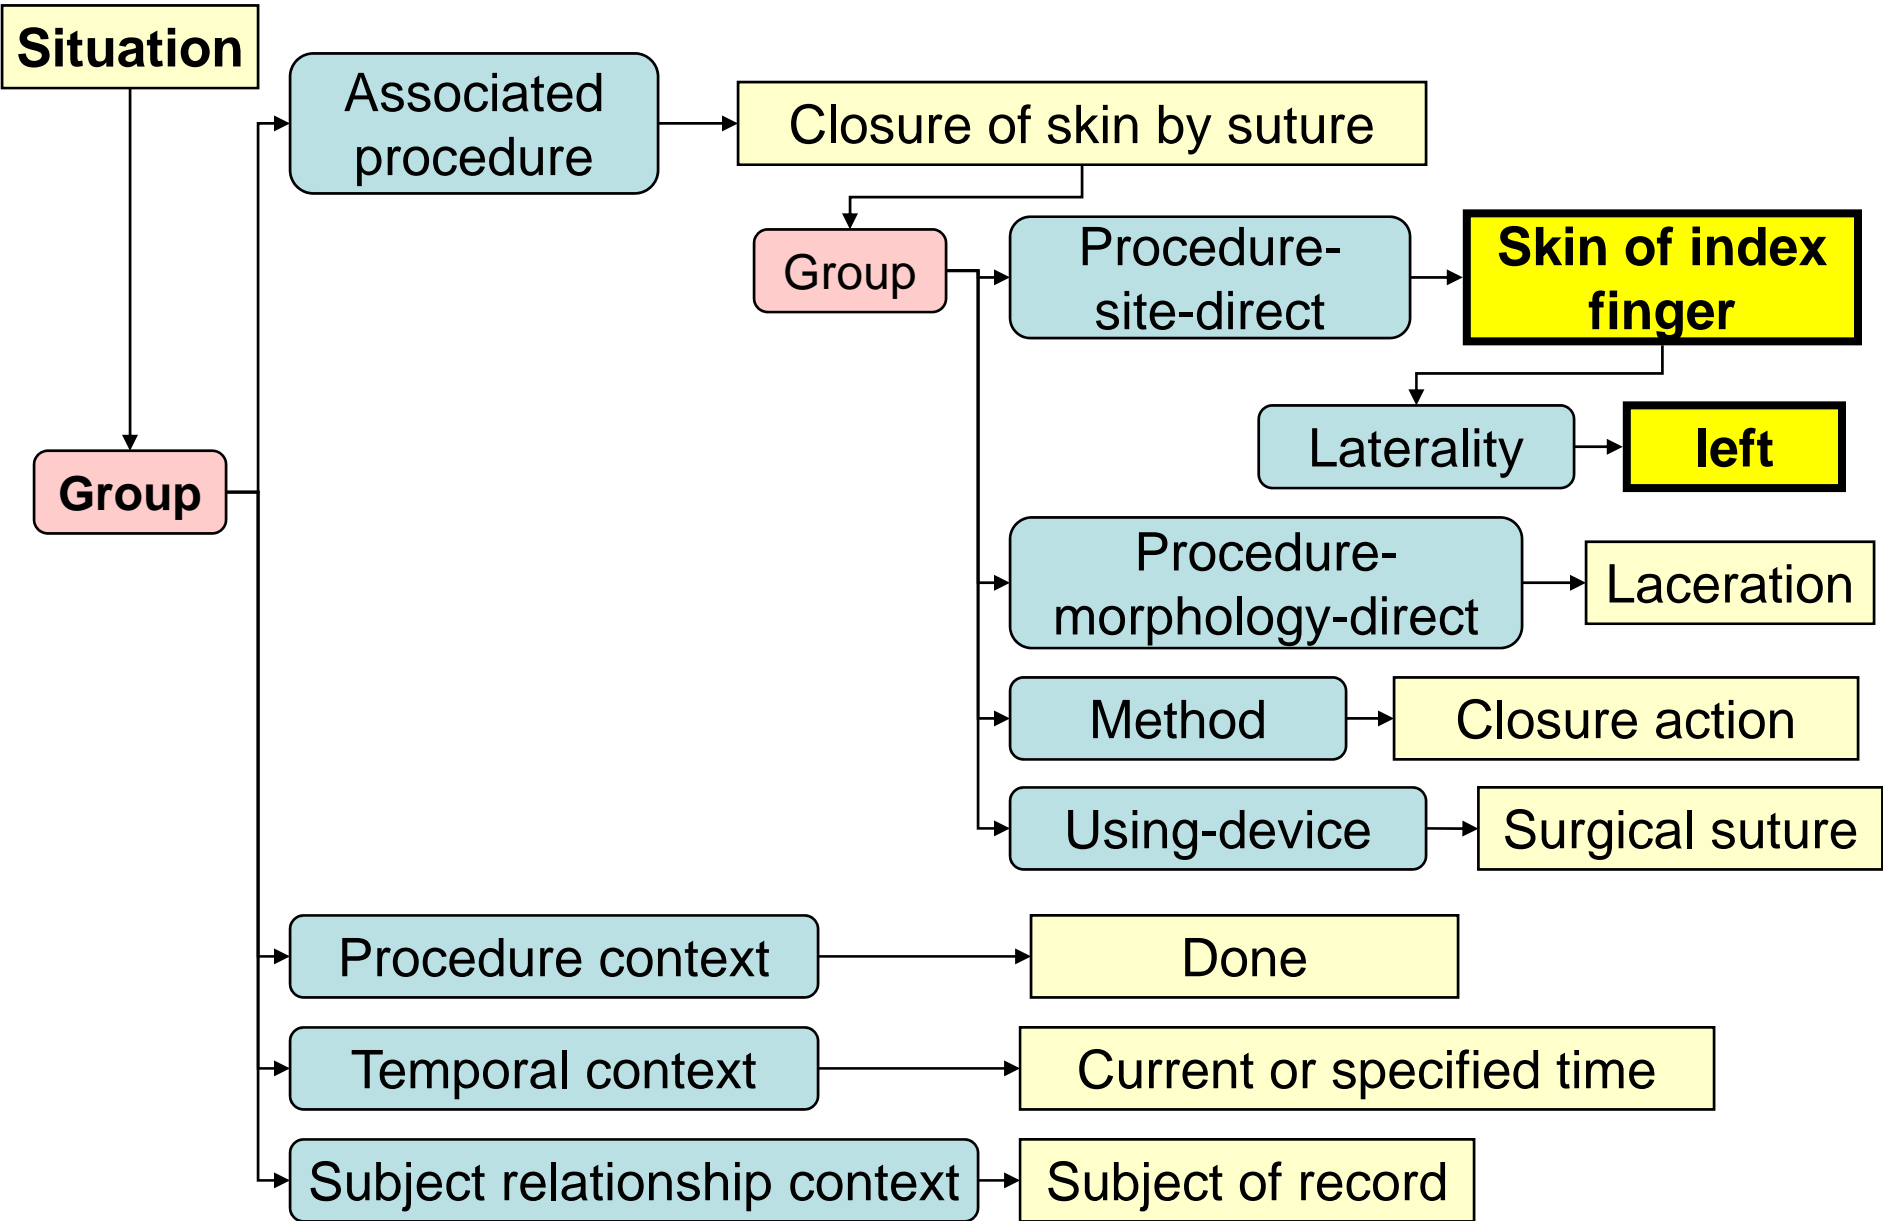 Situation
Associated
procedure
Closure of skin by suture
Group
Procedure-
site-direct
Skin of index
finger
Laterality
left
Group
Procedure-
morphology-direct
Laceration
Method
Closure action
Using-device
Surgical suture
Procedure context
Done
Temporal context
Current or specified time
Subject relationship context
Subject of record